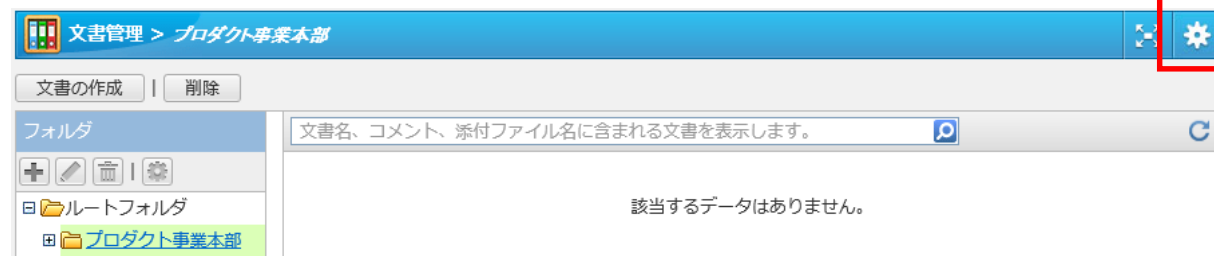 文書管理 > プロダクト事業本部
文書の作成 | 削除
フォルダ
文書名、コメント、添付ファイル名に含まれる文書を表示します。
ルートフォルダ
該当するデータはありません。
プロダクト事業本部